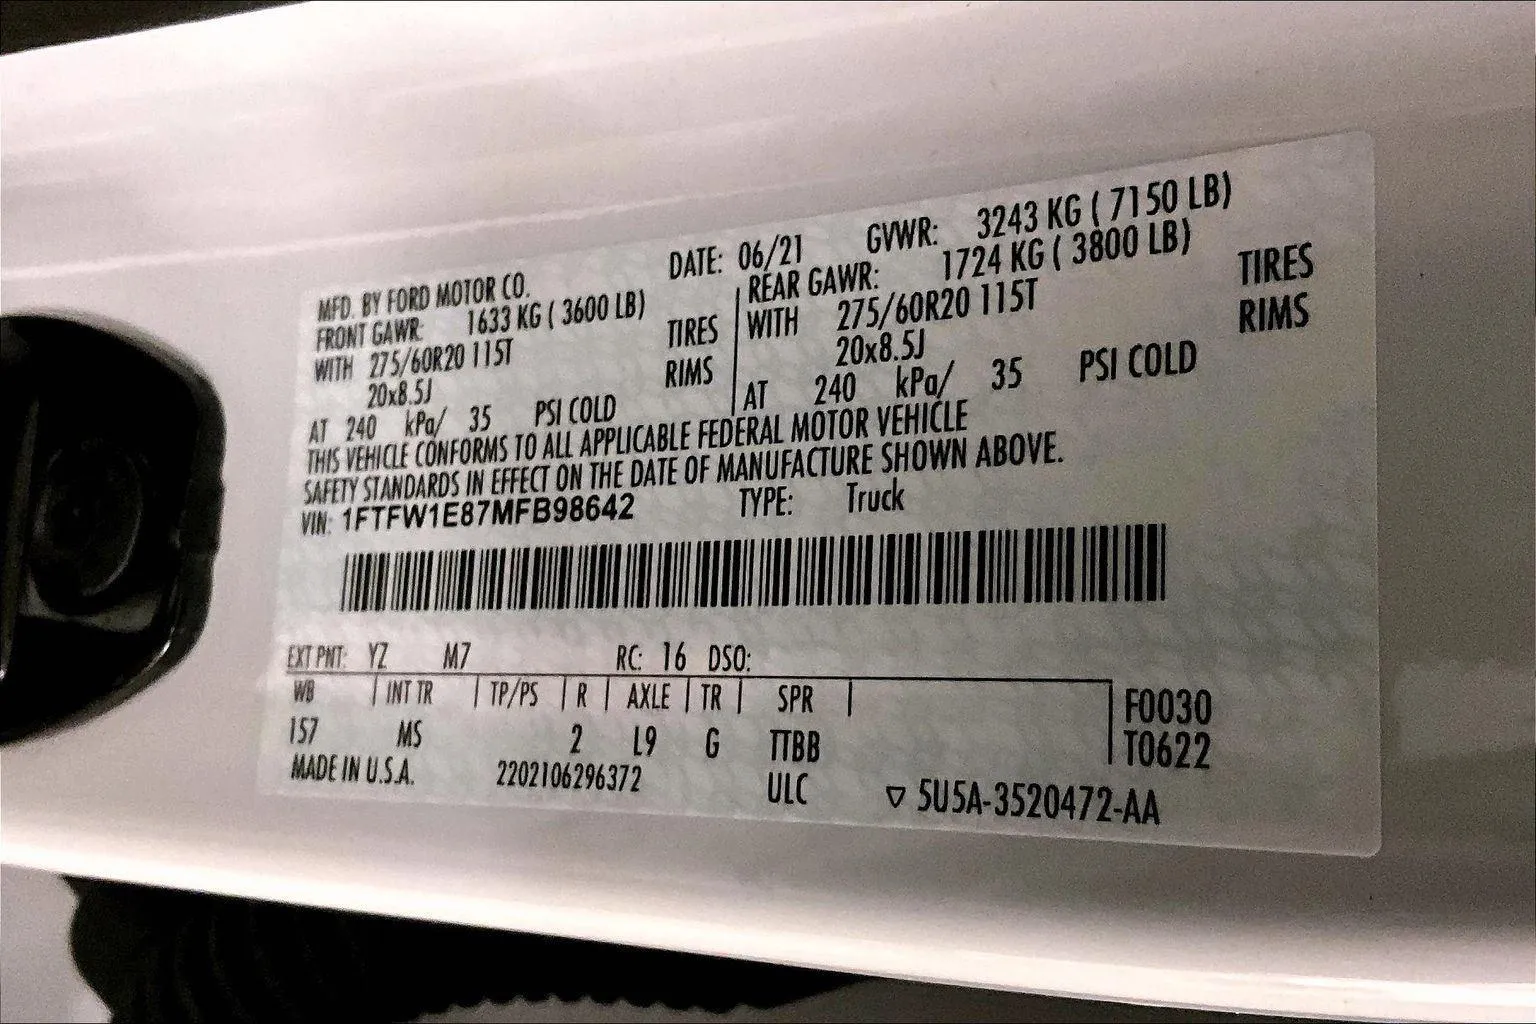 MFD. BY FORD MOTOR CO. DATE: 06/21 GVWR: 3243 KG ( 7150 LB)
FRONT GAWR: 1633 KG ( 3600 LB) REAR GAWR: 1724 KG ( 3800 LB)
WITH 275/60R20 115T TIRES WITH 275/60R20 115T TIRES
20x8.5J RIMS 20x8.5J RIMS
AT 240 kPa/ 35 PSI COLD AT 240 kPa/ 35 PSI COLD
THIS VEHICLE CONFORMS TO ALL APPLICABLE FEDERAL MOTOR VEHICLE
SAFETY STANDARDS IN EFFECT ON THE DATE OF MANUFACTURE SHOWN ABOVE.
VIN: 1FTFW1E87MFB98642 TYPE: Truck
EXT PNT: YZ M7 RC: 16 DSO:
WB INT TR TP/PS R AXLE TR SPR F0030
157 MS 2 L9 G TTBB T0622
MADE IN U.S.A. 2202106296372 ULC ▽ 5U5A-3520472-AA